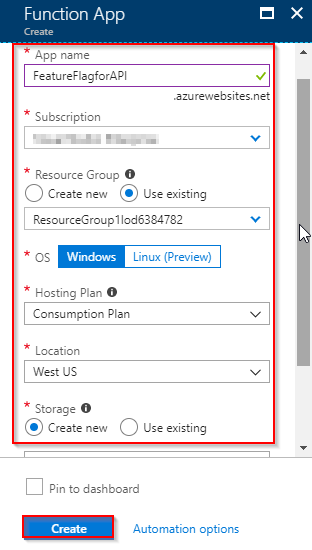 Function App
Create
* App name
FeatureFlagforAPI
.azurewebsites.net
* Subscription
* Resource Group
Create new Use existing
ResourceGroup1lod6384782
* OS Windows Linux (Preview)
* Hosting Plan
Consumption Plan
* Location
West US
* Storage
Create new Use existing
Pin to dashboard
Create Automation options